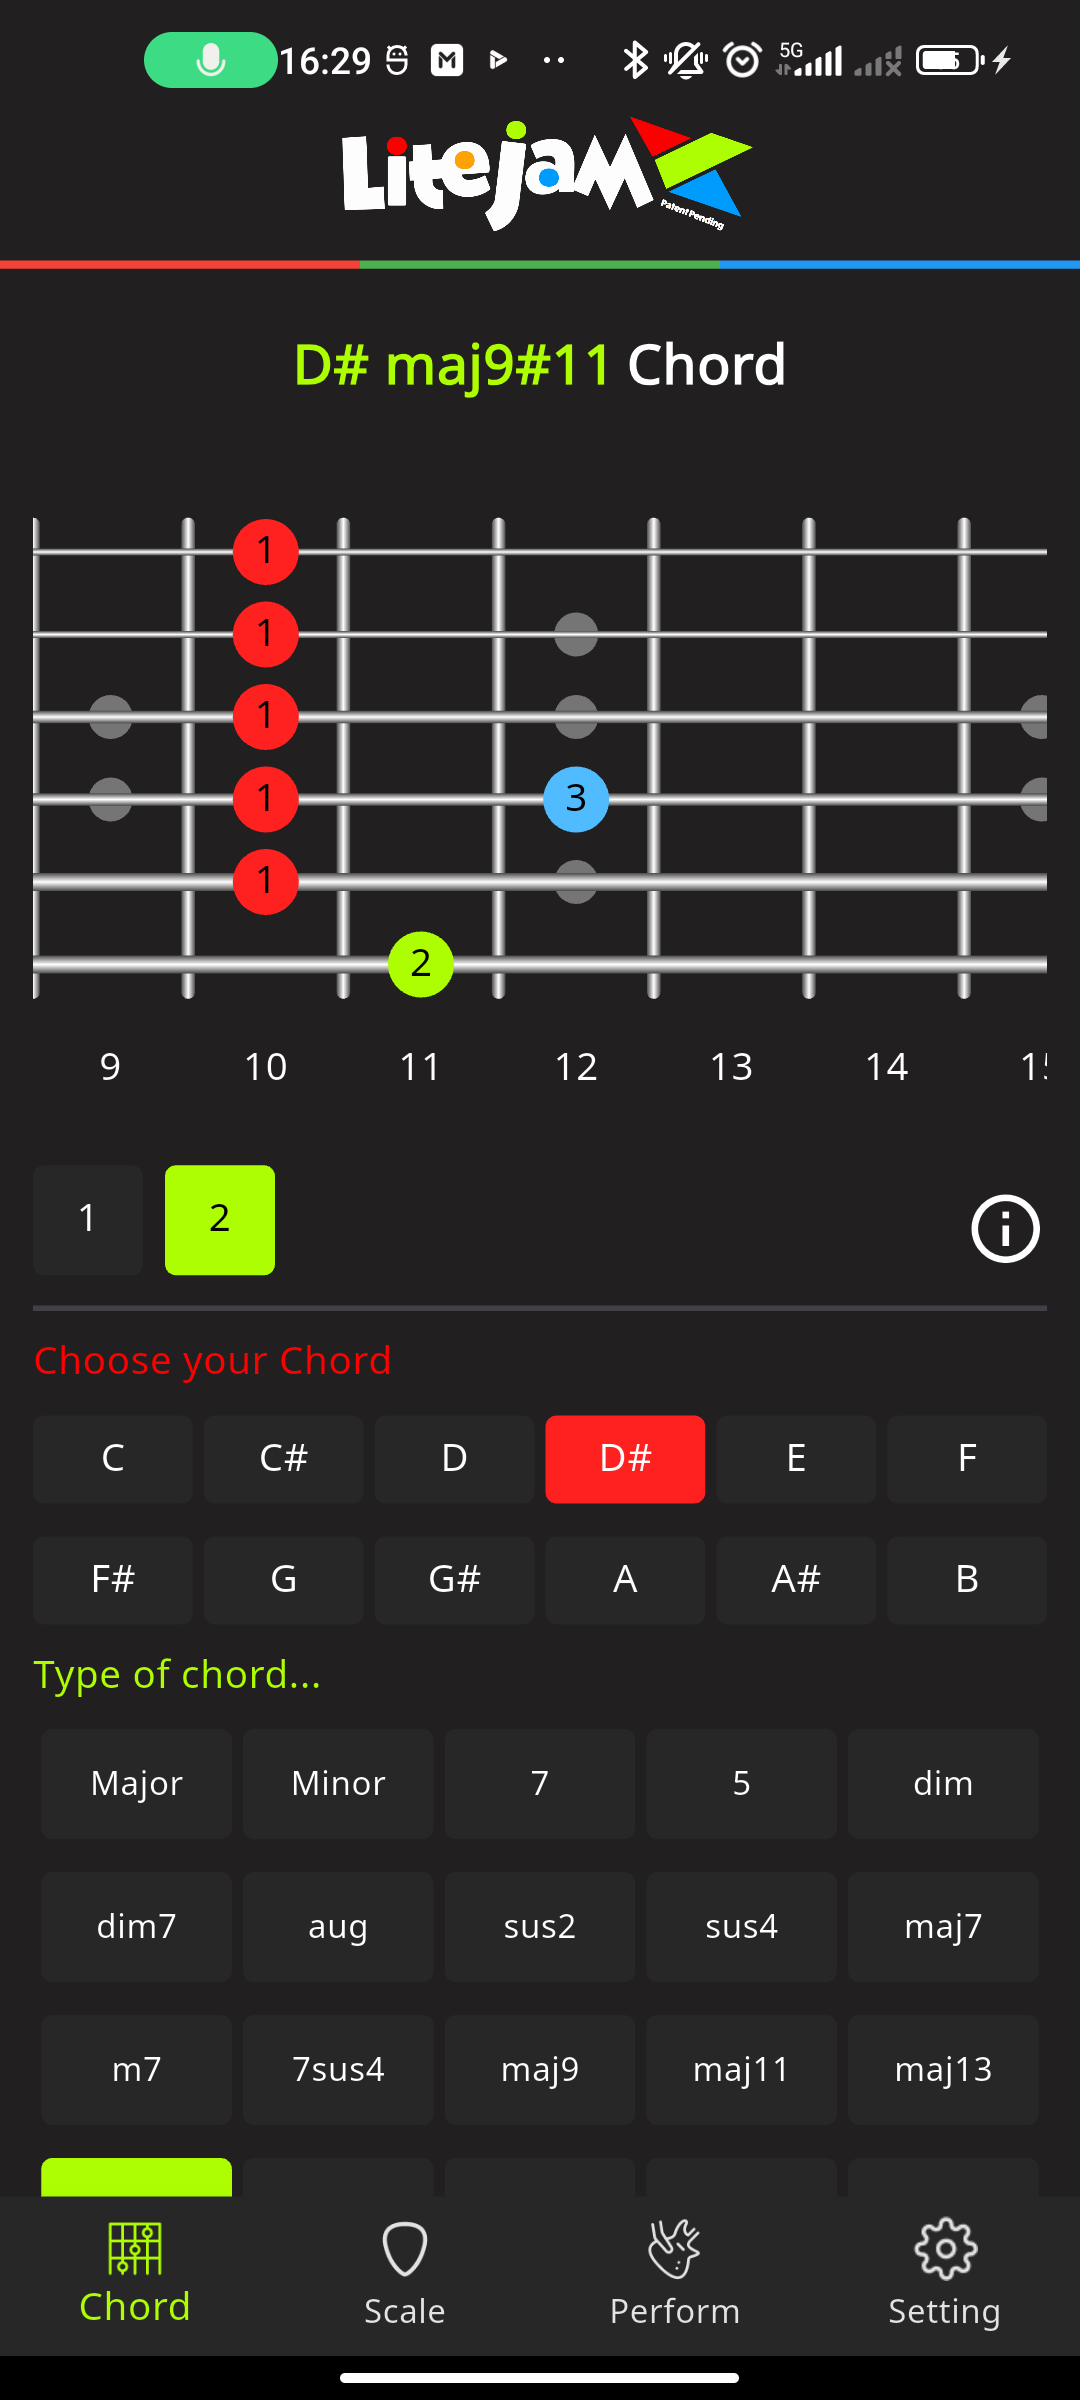 16:29 5G
Litejam
Patent Pending
D# maj9#11 Chord
1
1
1
1 3
1
2
9 10 11 12 13 14
1 2
Choose your Chord
C C# D D# E F
F# G G# A A# B
Type of chord...
Major Minor 7 5 dim
dim7 aug sus2 sus4 maj7
m7 7sus4 maj9 maj11 maj13
Chord Scale Perform Setting